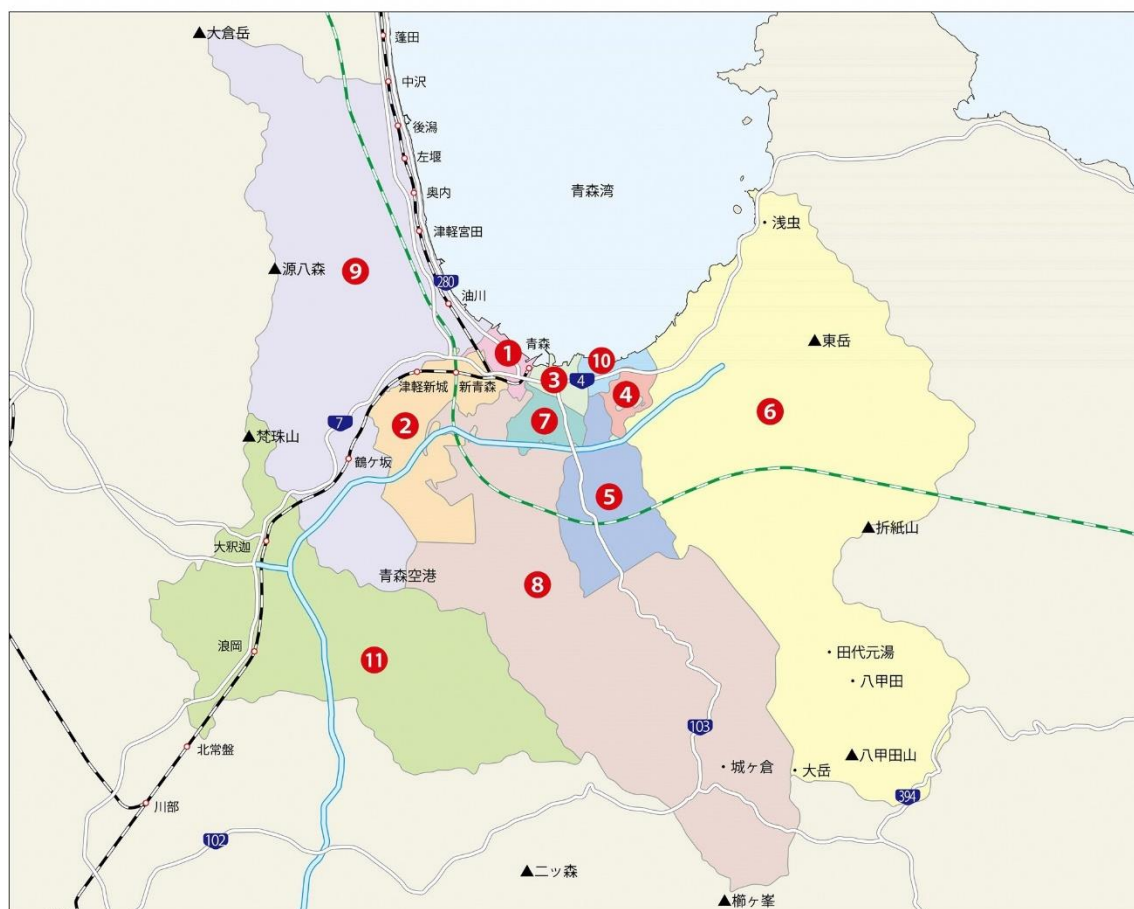 ▲大倉岳
蓬田
中沢
後潟
左堰
奥内
青森湾
津軽宮田
・浅虫
▲源八森
9
280
油川
▲東岳
1
青森
10
3
4
4
津軽新城
新青森
7
2
7
6
▲梵珠山
鶴ケ坂
5
▲折紙山
大釈迦
青森空港
8
浪岡
11
・田代元湯
・八甲田
103
北常盤
・城ヶ倉
・大岳
▲八甲田山
川部
394
102
▲二ッ森
▲櫛ヶ峯